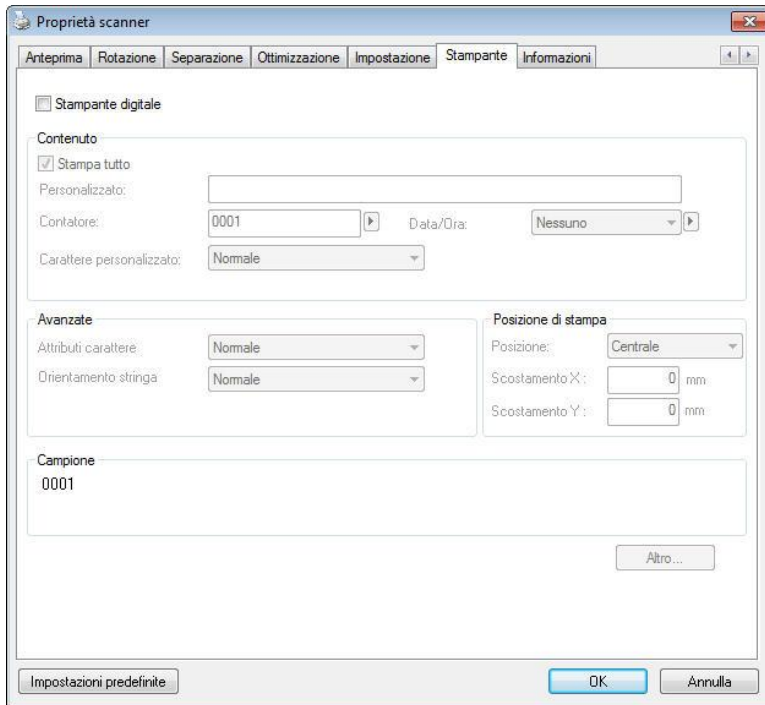 Proprietà scanner
Anteprima Rotazione Separazione Ottimizzazione Impostazione Stampante Informazioni
Stampante digitale
Contenuto
Stampa tutto
Personalizzato:
Contatore: 0001 Data/Ora: Nessuno
Carattere personalizzato: Normale
Avanzate
Attributi carattere Normale
Orientamento stringa Normale
Posizione di stampa
Posizione: Centrale
Scostamento X : 0 mm
Scostamento Y : 0 mm
Campione
0001
Altro...
Impostazioni predefinite OK Annulla